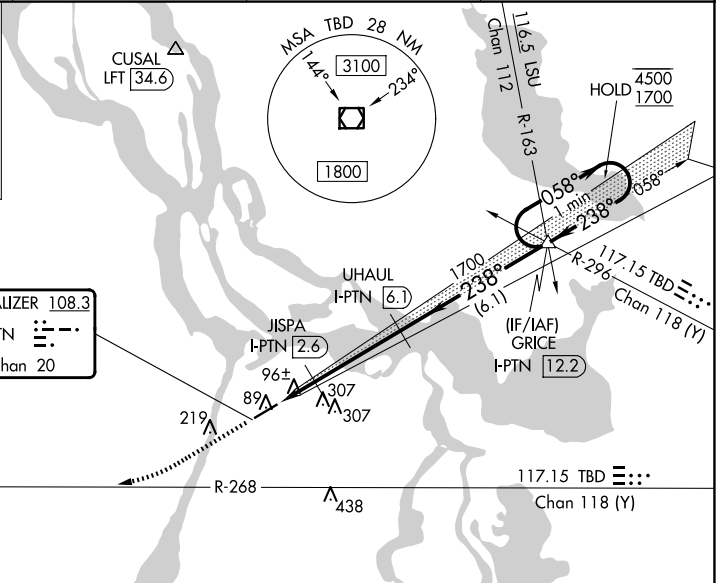 MSA TBD 28 NM
144°
3100
234°
1800
CUSAL
LFT 34.6
116.5 LSU
Chan 112
R-163
HOLD 4500
1700
058°
1 min
238°
058°
1700
238°
(6.1)
UHAUL
I-PTN 6.1
117.15 TBD
R-296
Chan 118 (Y)
(IF/IAF)
GRICE
I-PTN 12.2
JISPA
I-PTN 2.6
LIZER 108.3
TN
han 20
96±
89
307
307
219
R-268
438
117.15 TBD
Chan 118 (Y)